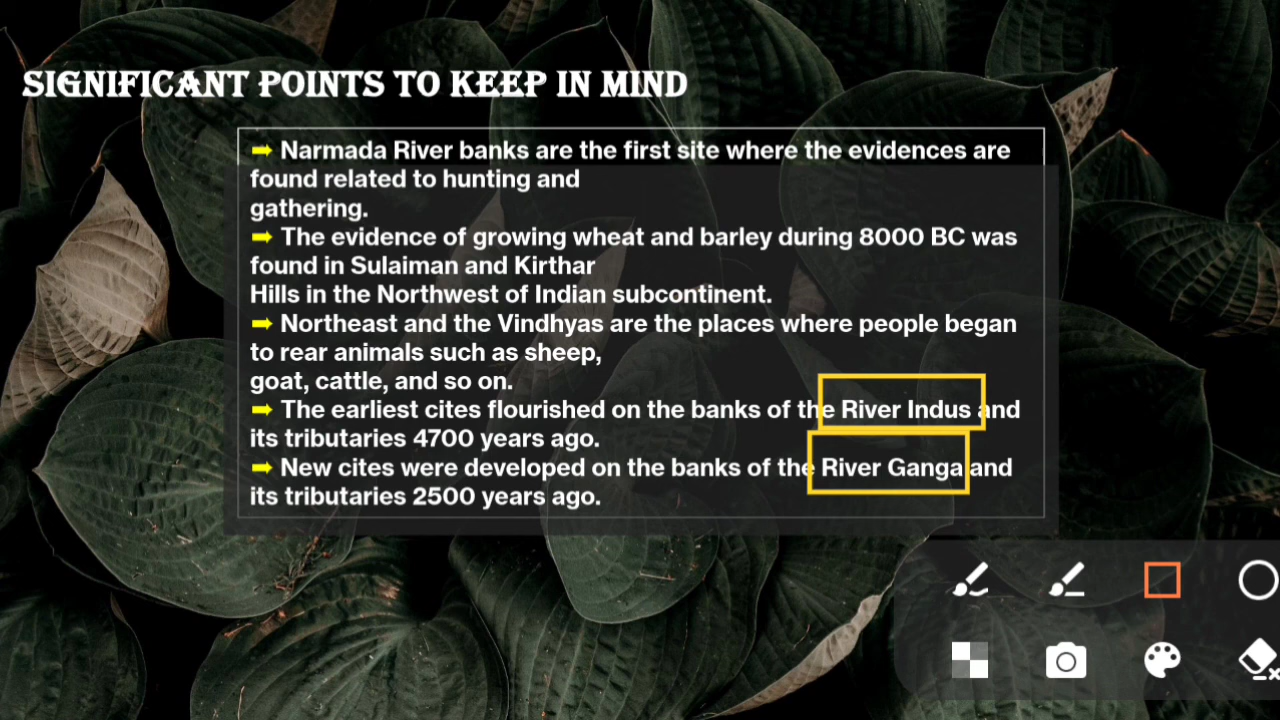 SIGNIFICANT POINTS TO KEEP IN MIND
➡ Narmada River banks are the first site where the evidences are
found related to hunting and
gathering.
➡ The evidence of growing wheat and barley during 8000 BC was
found in Sulaiman and Kirthar
Hills in the Northwest of Indian subcontinent.
➡ Northeast and the Vindhyas are the places where people began
to rear animals such as sheep,
goat, cattle, and so on.
➡ The earliest cites flourished on the banks of the River Indus and
its tributaries 4700 years ago.
➡ New cites were developed on the banks of the River Ganga and
its tributaries 2500 years ago.